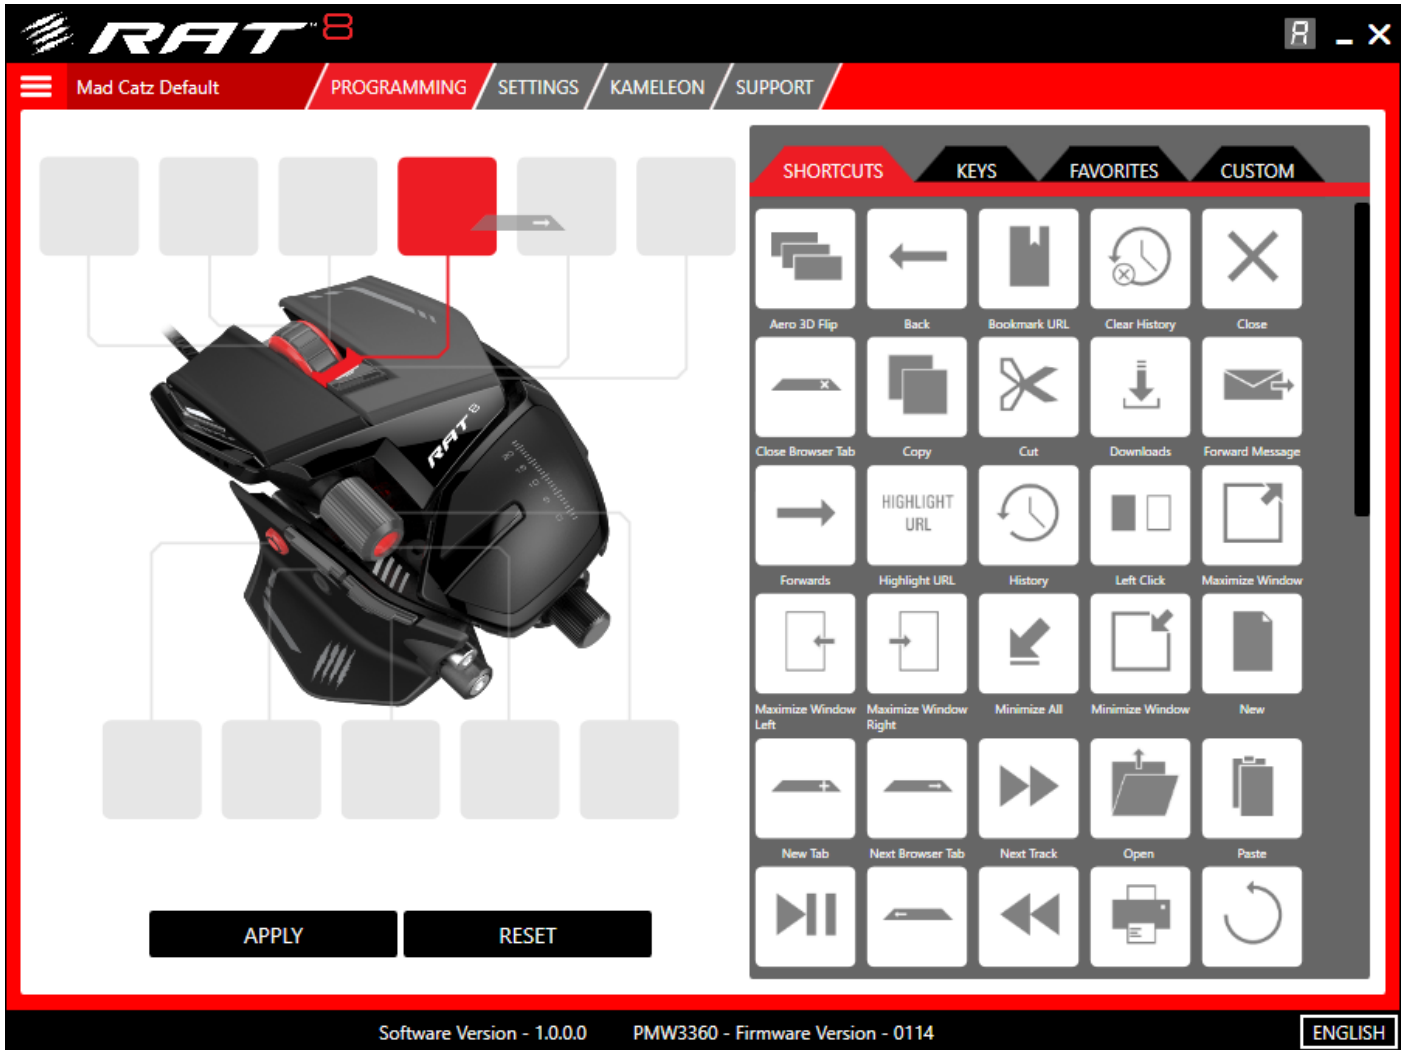 RAT™8
Mad Catz Default
PROGRAMMING
SETTINGS
KAMELEON
SUPPORT
SHORTCUTS
KEYS
FAVORITES
CUSTOM
Aero 3D Flip
Back
Bookmark URL
Clear History
Close
Close Browser Tab
Copy
Cut
Downloads
Forward Message
HIGHLIGHT
URL
Forwards
Highlight URL
History
Left Click
Maximize Window
Maximize Window
Left
Maximize Window
Right
Minimize All
Minimize Window
New
New Tab
Next Browser Tab
Next Track
Open
Paste
RAT 8
APPLY
RESET
Software Version - 1.0.0.0
PMW3360 - Firmware Version - 0114
ENGLISH